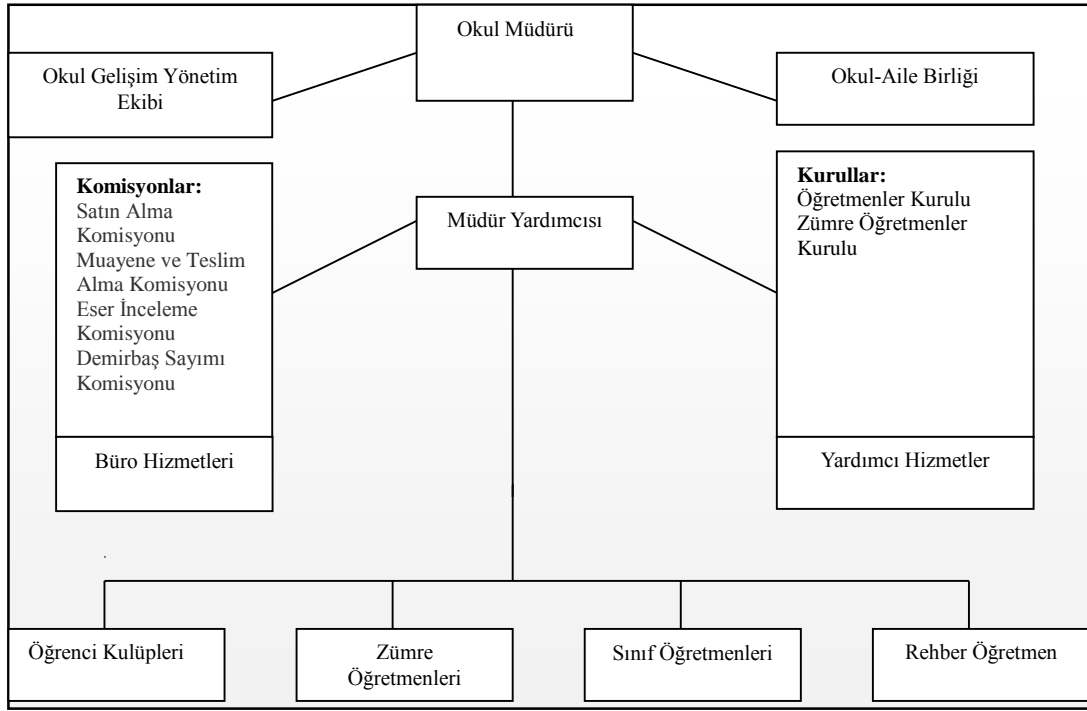 Okul Müdürü
Okul Gelişim Yönetim
Ekibi
Okul-Aile Birliği
Komisyonlar:
Satın Alma
Komisyonu
Muayene ve Teslim
Alma Komisyonu
Eser İnceleme
Komisyonu
Demirbaş Sayımı
Komisyonu
Müdür Yardımcısı
Kurullar:
Öğretmenler Kurulu
Zümre Öğretmenler
Kurulu
Büro Hizmetleri
Yardımcı Hizmetler
Öğrenci Kulüpleri
Zümre
Öğretmenleri
Sınıf Öğretmenleri
Rehber Öğretmen